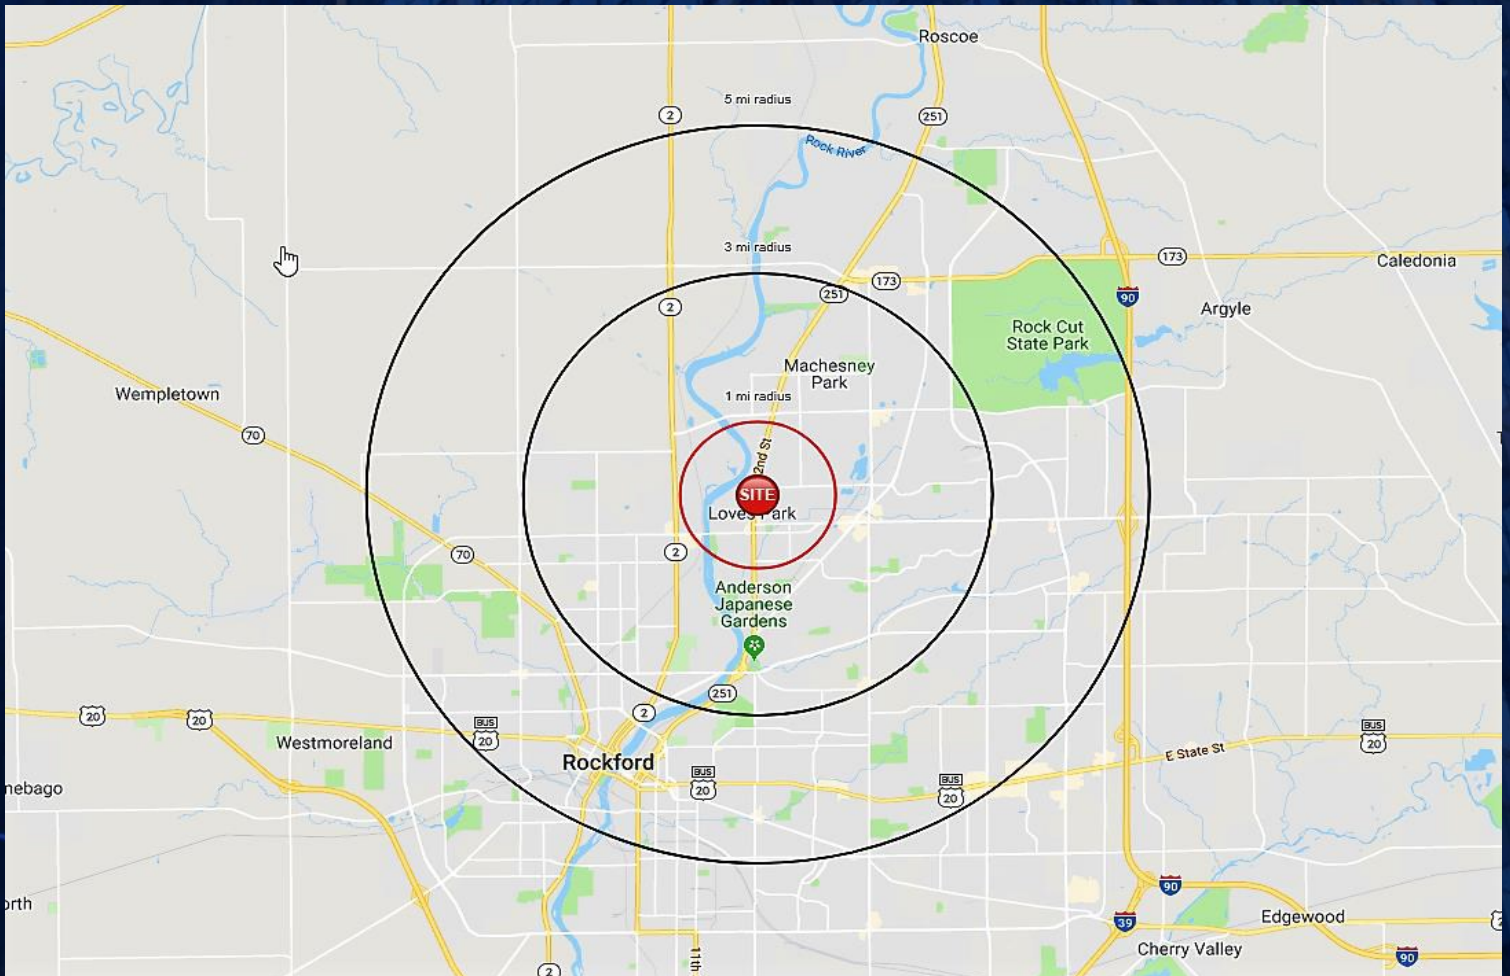 Roscoe
5 mi radius
2
251
Rock River
3 mi radius
173
Caledonia
173
251
90
2
Argyle
Rock Cut
State Park
Machesney
Park
Wempletown
1 mi radius
70
2nd St
SITE
Loves Park
70
2
Anderson
Japanese
Gardens
251
2
20
20
BUS
20
Westmoreland
BUS
20
E State St
Rockford
BUS
20
BUS
20
nebago
90
orth
39
Edgewood
Cherry Valley
11th
90
2